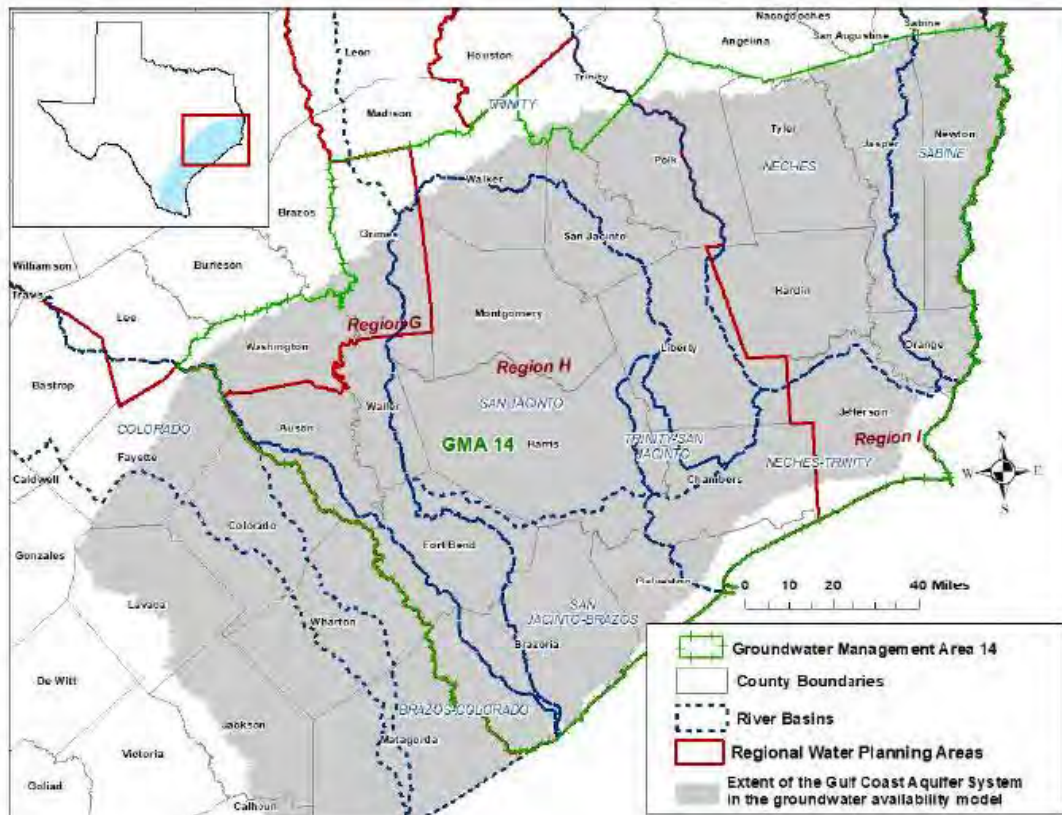 Nacogdoches
Sabine
San Augustine
Angelina
Houston
Leon
Trinity
TRINITY
Madison
Tyler
Jasper
Newton
SABINE
NECHES
Polk
Walker
Brazos
Grimes
San Jacinto
Williamson
Burleson
Travis
Lee
Hardin
Montgomery
Region G
Washington
Liberty
Orange
Region H
Bastrop
Waller
SAN JACINTO
Jefferson
Region I
Austin
COLORADO
GMA 14
Harris
TRINITY-SAN
JACINTO
NECHES-TRINITY
Fayette
Caldwell
Chambers
N
W
E
S
Colorado
Gonzales
Fort Bend
Galveston
0 10 20 40 Miles
Lavaca
Wharton
SAN
JACINTO-BRAZOS
Brazoria
De Witt
BRAZOS-COLORADO
Jackson
Matagorda
Victoria
Goliad
Calhoun
Groundwater Management Area 14
County Boundaries
River Basins
Regional Water Planning Areas
Extent of the Gulf Coast Aquifer System
in the groundwater availability model